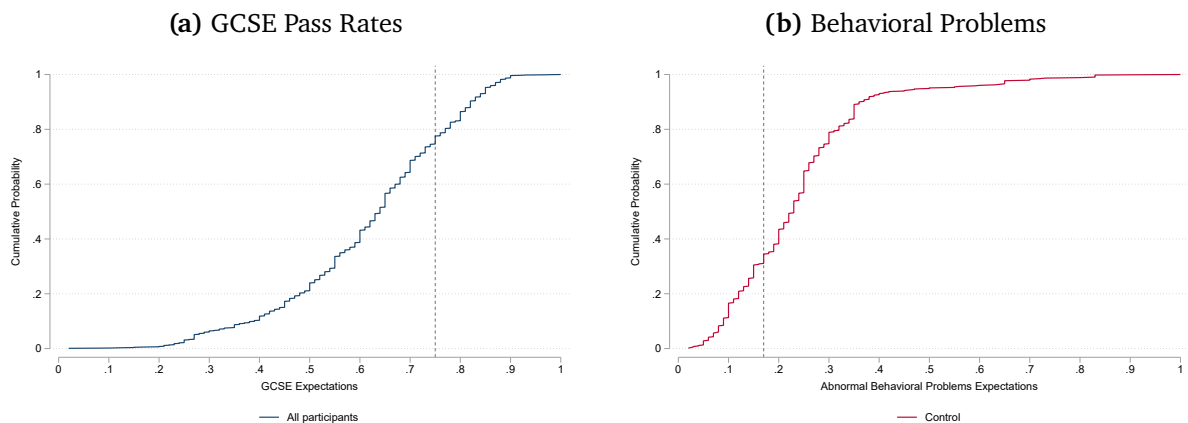 (a) GCSE Pass Rates
Cumulative Probability
1
.8
.6
.4
.2
0
0 .1 .2 .3 .4 .5 .6 .7 .8 .9 1
GCSE Expectations
All participants
(b) Behavioral Problems
Cumulative Probability
1
.8
.6
.4
.2
0
0 .1 .2 .3 .4 .5 .6 .7 .8 .9 1
Abnormal Behavioral Problems Expectations
Control